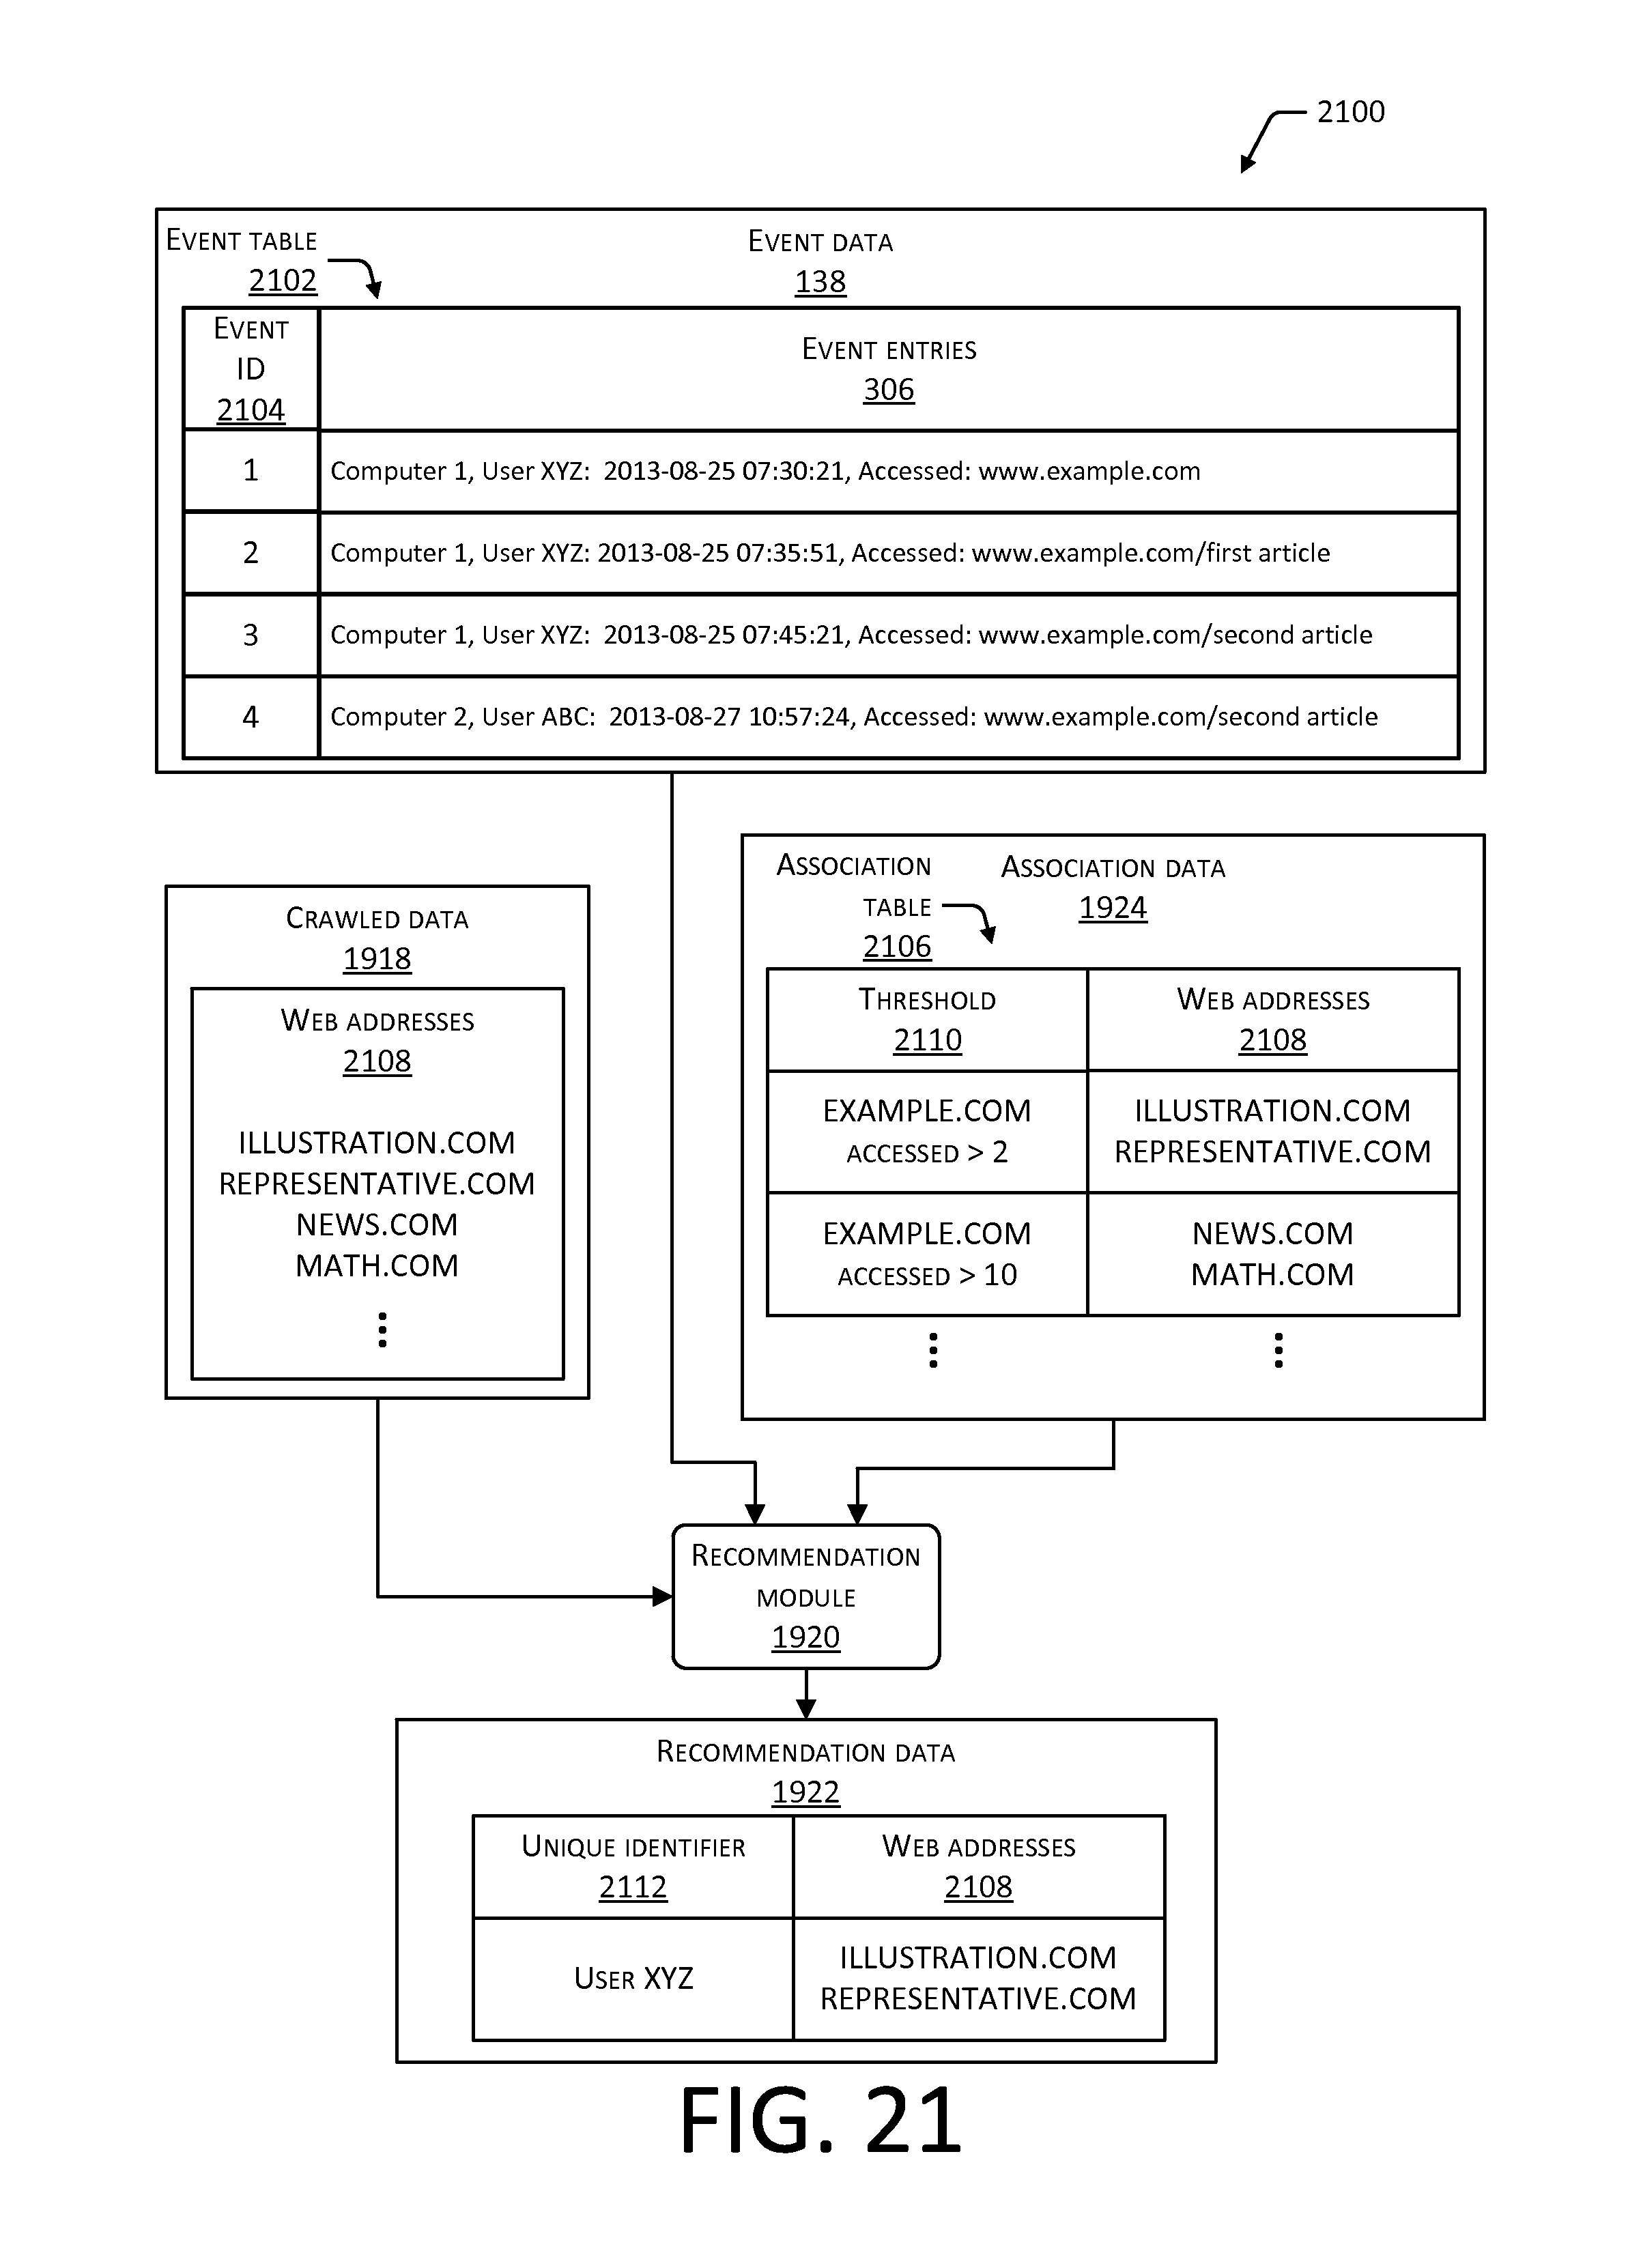 2100
EVENT TABLE
2102
EVENT DATA
138
EVENT
ID
2104
EVENT ENTRIES
306
1
Computer 1, User XYZ:  2013-08-25 07:30:21, Accessed: www.example.com
2
Computer 1, User XYZ: 2013-08-25 07:35:51, Accessed: www.example.com/first article
3
Computer 1, User XYZ:  2013-08-25 07:45:21, Accessed: www.example.com/second article
4
Computer 2, User ABC:  2013-08-27 10:57:24, Accessed: www.example.com/second article
CRAWLED DATA
1918
WEB ADDRESSES
2108
ILLUSTRATION.COM
REPRESENTATIVE.COM
NEWS.COM
MATH.COM
ASSOCIATION
TABLE
2106
ASSOCIATION DATA
1924
THRESHOLD
2110
WEB ADDRESSES
2108
EXAMPLE.COM
ACCESSED > 2
ILLUSTRATION.COM
REPRESENTATIVE.COM
EXAMPLE.COM
ACCESSED > 10
NEWS.COM
MATH.COM
RECOMMENDATION
MODULE
1920
RECOMMENDATION DATA
1922
UNIQUE IDENTIFIER
2112
WEB ADDRESSES
2108
USER XYZ
ILLUSTRATION.COM
REPRESENTATIVE.COM
FIG. 21